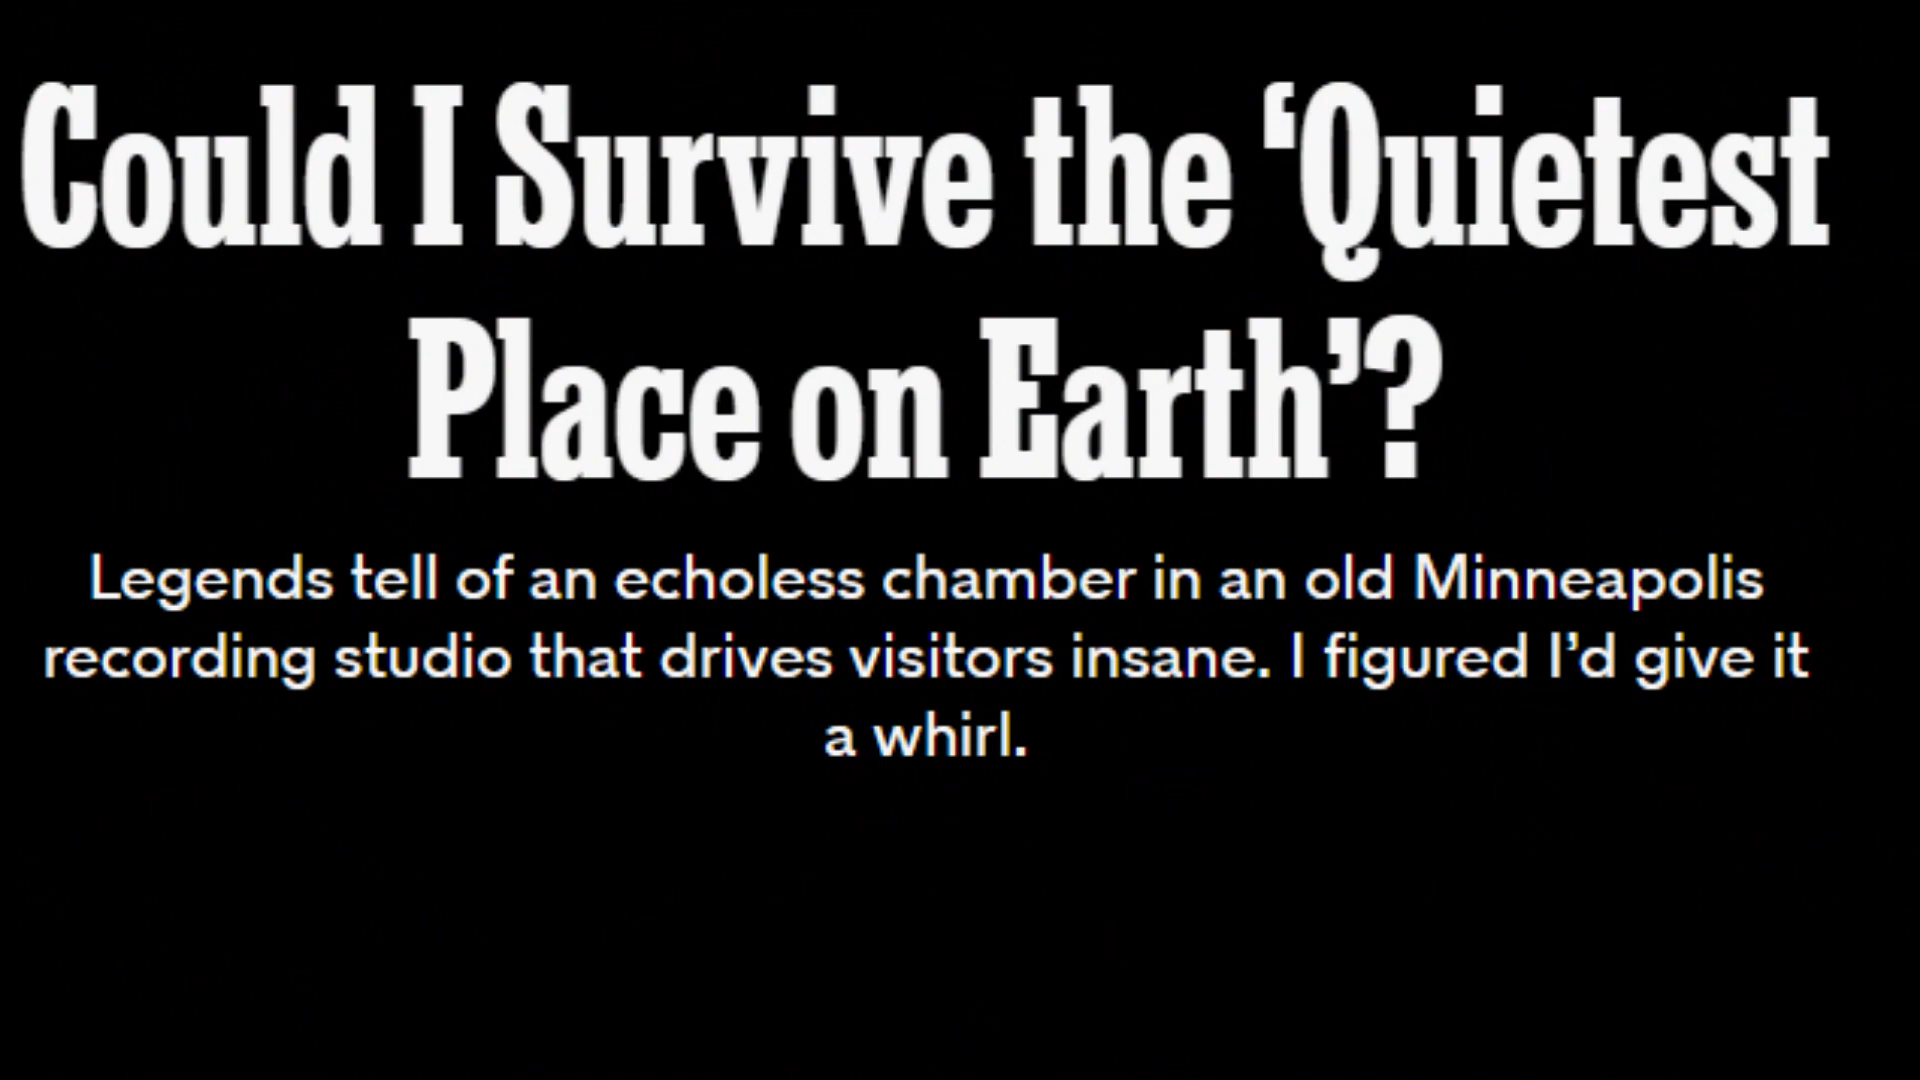 Could I Survive the ‘Quietest
Place on Earth’?
Legends tell of an echoless chamber in an old Minneapolis
recording studio that drives visitors insane. I figured I’d give it
a whirl.